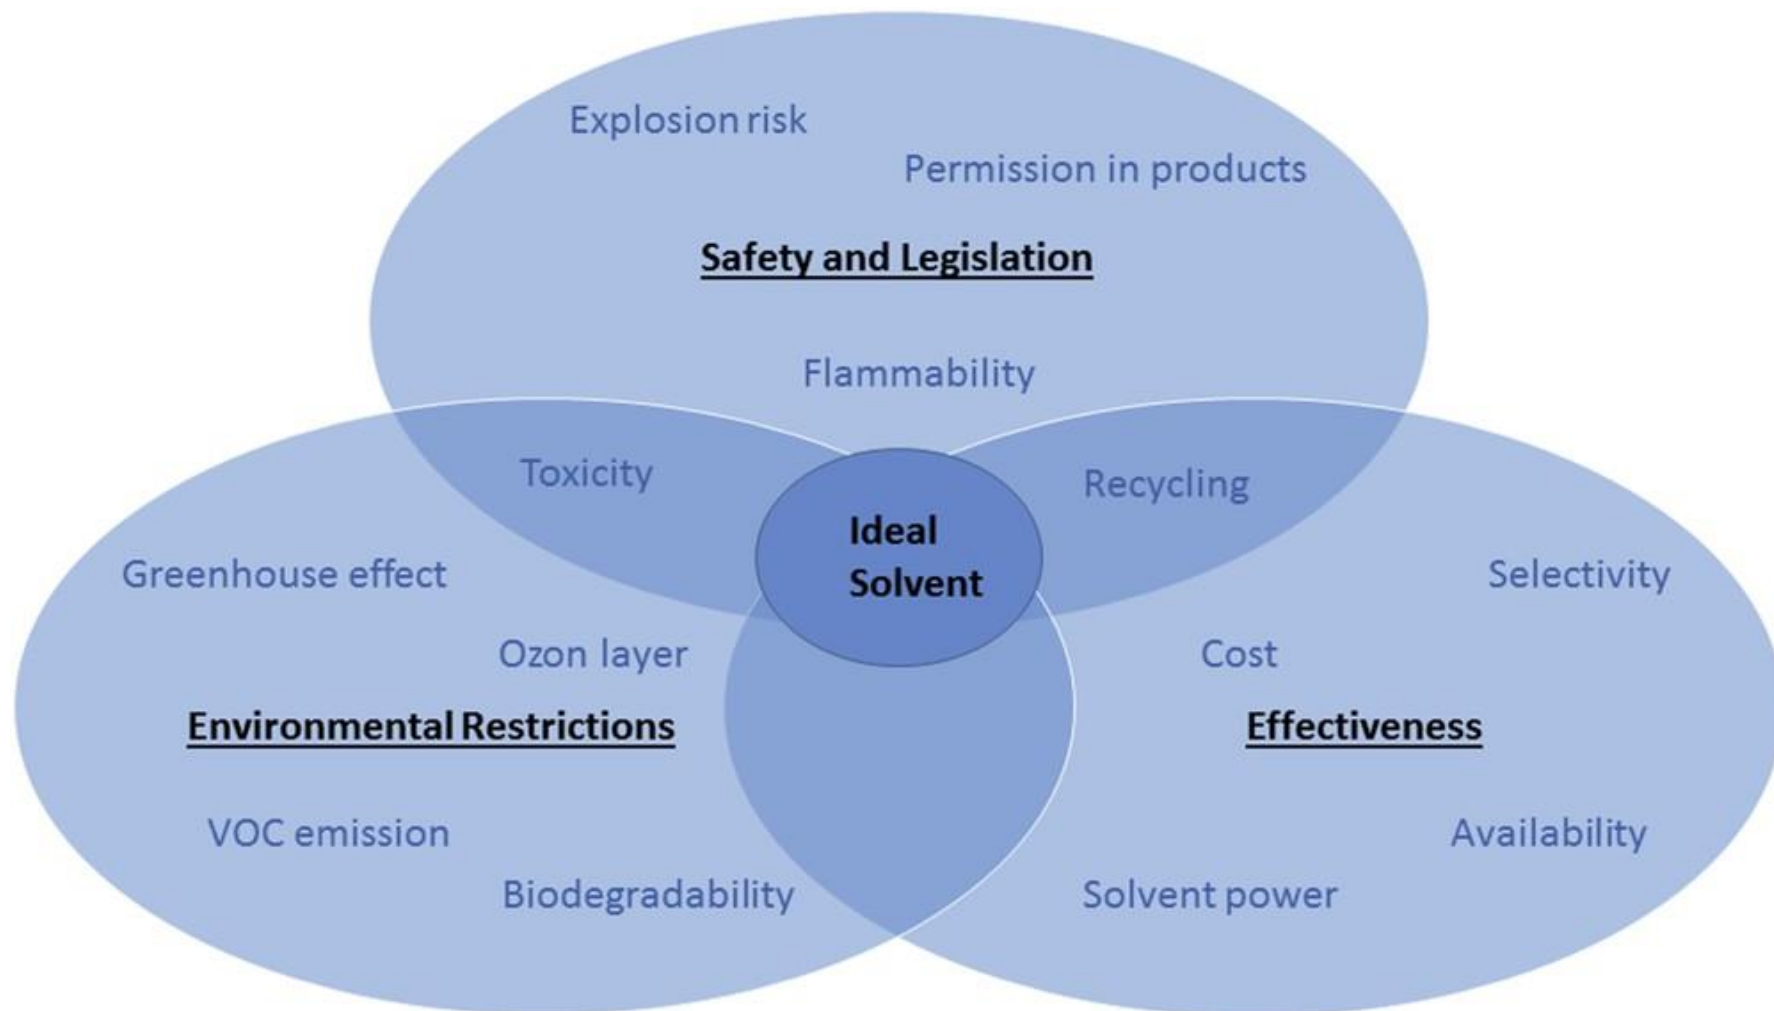 Explosion risk
Permission in products
Safety and Legislation
Flammability
Toxicity
Recycling
Ideal
Solvent
Greenhouse effect
Selectivity
Ozon layer
Cost
Environmental Restrictions
Effectiveness
VOC emission
Availability
Biodegradability
Solvent power